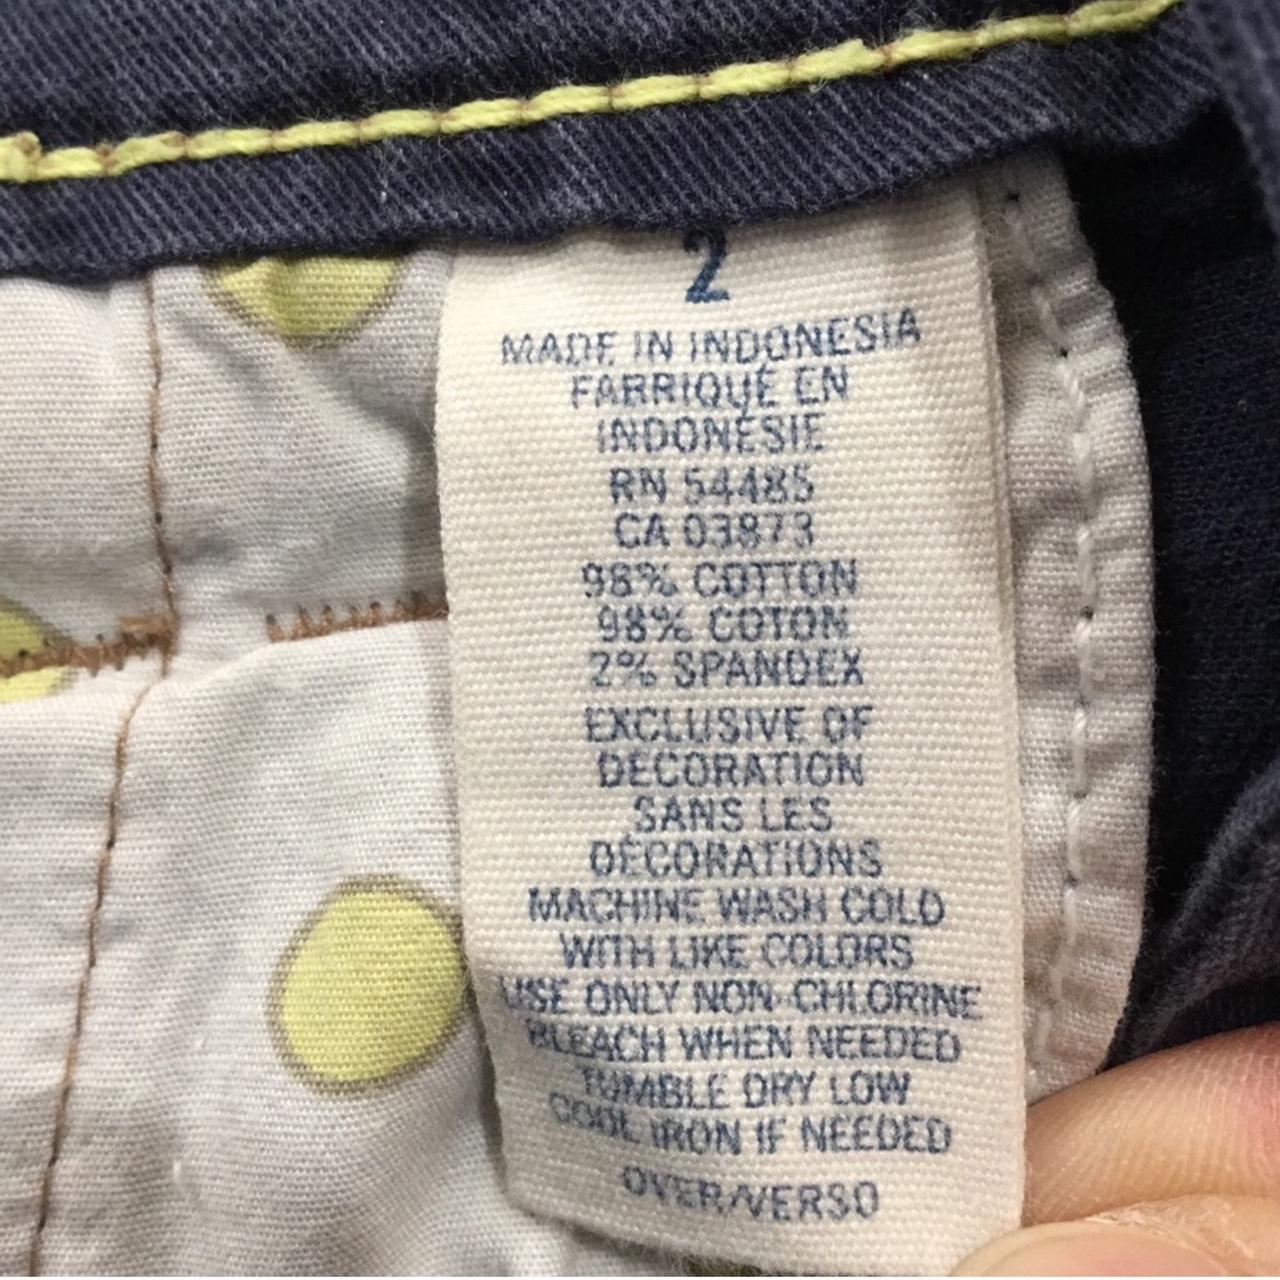 2
MADE IN INDONESIA
FABRIQUÉ EN
INDONÉSIE
RN 54485
CA 03873
98% COTTON
98% COTON
2% SPANDEX
EXCLUSIVE OF
DECORATION
SANS LES
DÉCORATIONS
MACHINE WASH COLD
WITH LIKE COLORS
USE ONLY NON-CHLORINE
BLEACH WHEN NEEDED
TUMBLE DRY LOW
COOL IRON IF NEEDED
OVER/VERSO